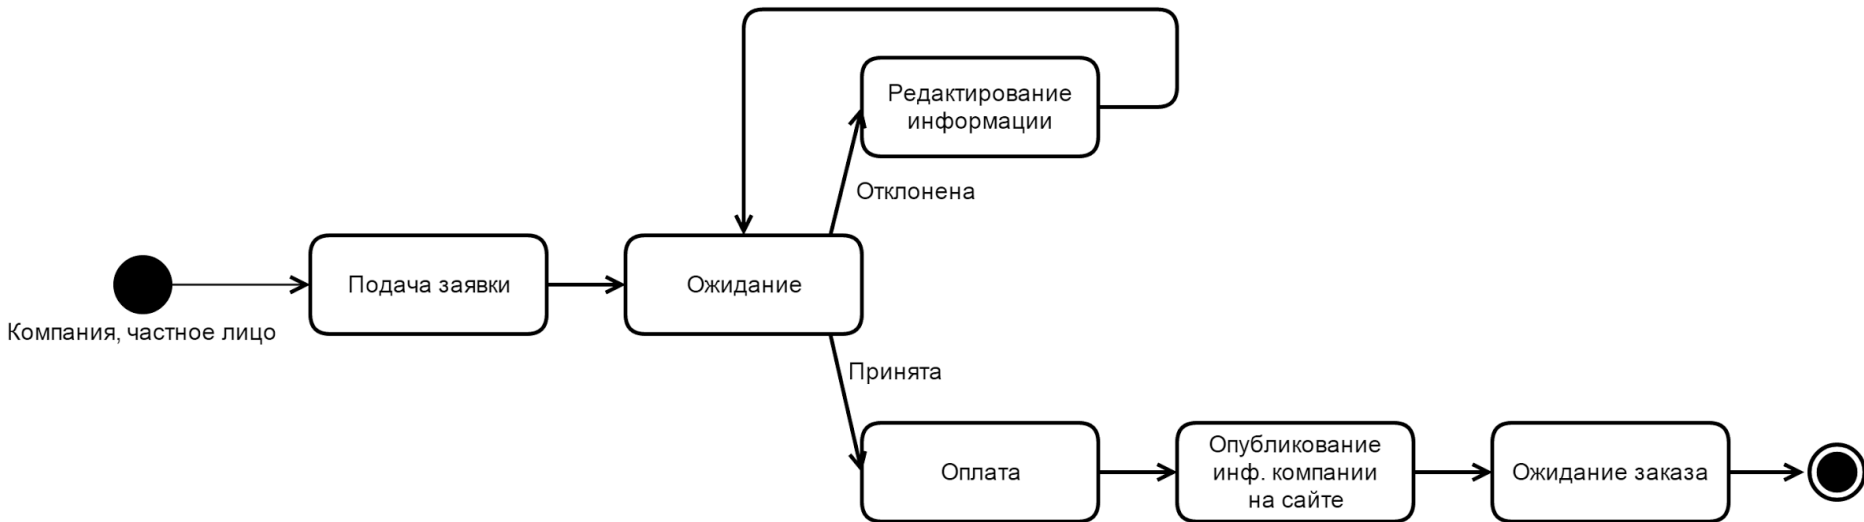 Редактирование
информации
Отклонена
Подача заявки
Ожидание
Компания, частное лицо
Принята
Оплата
Опубликование
инф. компании
на сайте
Ожидание заказа